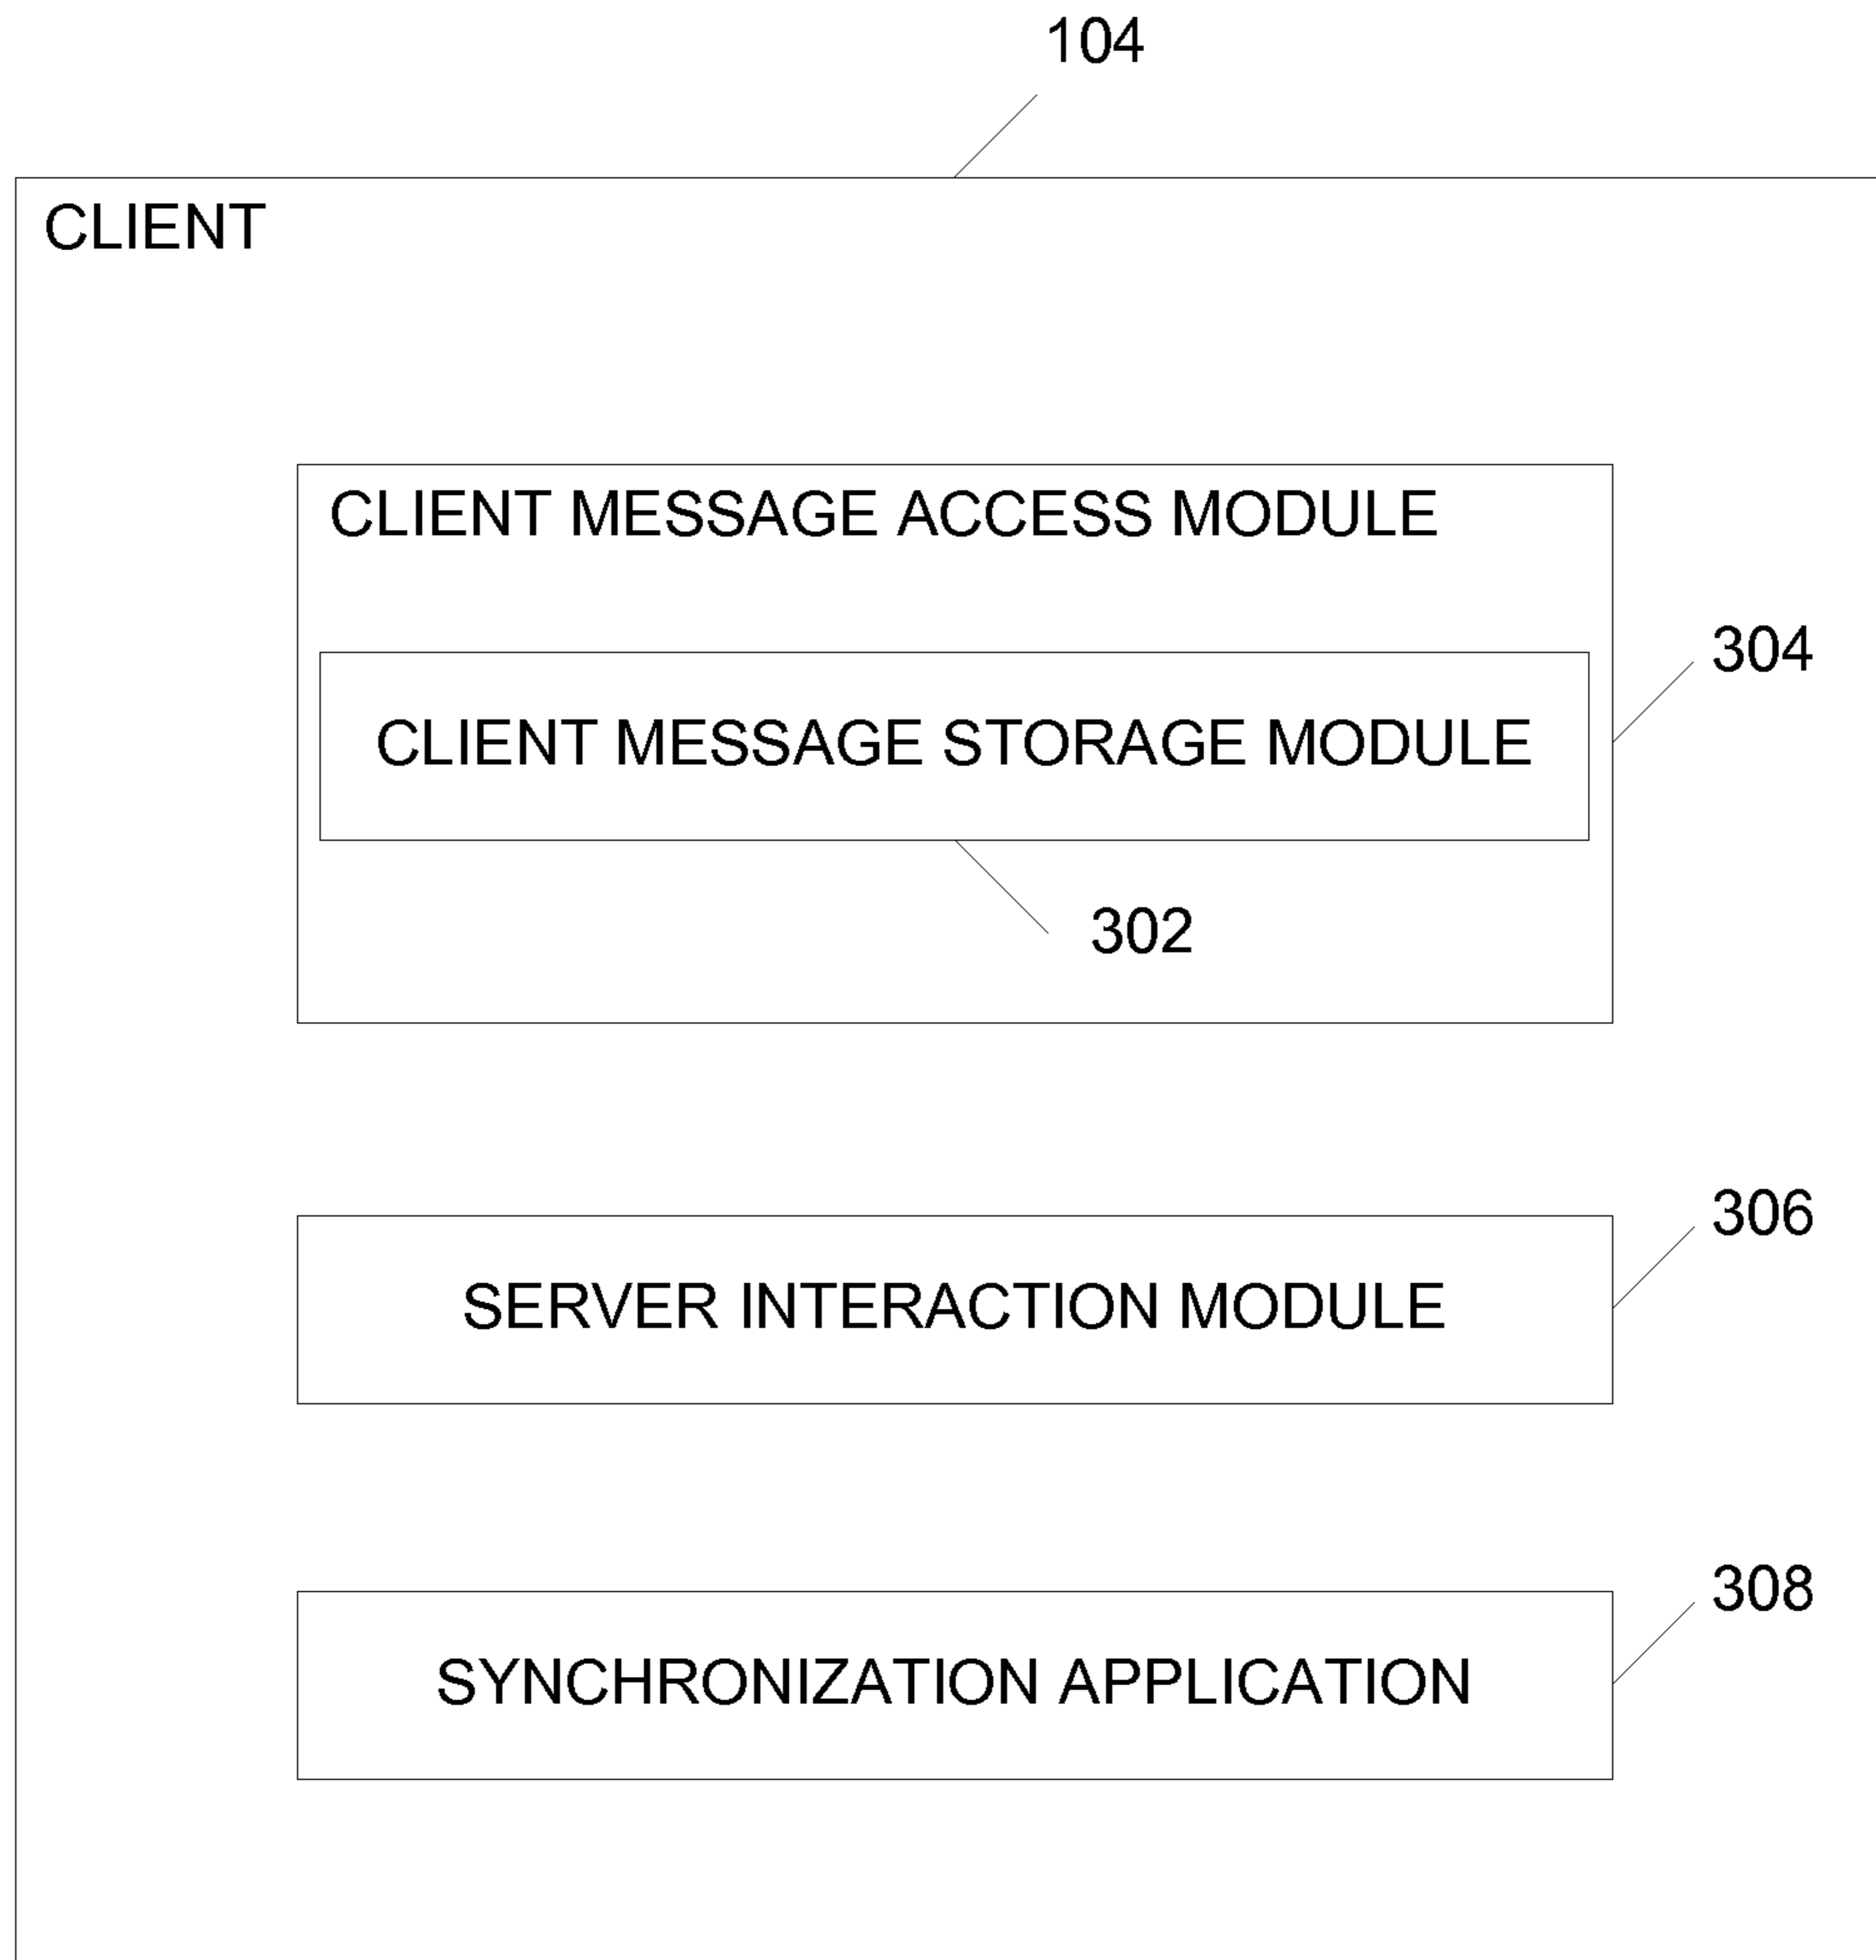 104
CLIENT
CLIENT MESSAGE ACCESS MODULE
304
CLIENT MESSAGE STORAGE MODULE
302
306
SERVER INTERACTION MODULE
308
SYNCHRONIZATION APPLICATION